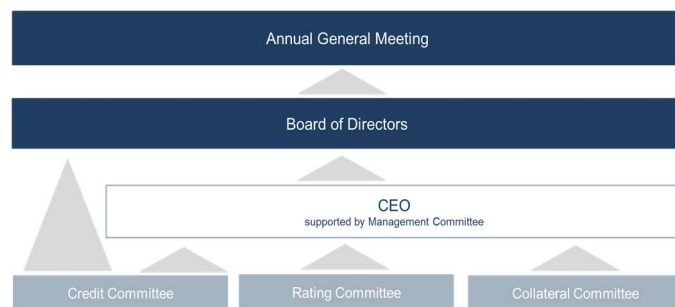 Annual General Meeting
Board of Directors
CEO
supported by Management Committee
Credit Committee
Rating Committee
Collateral Committee